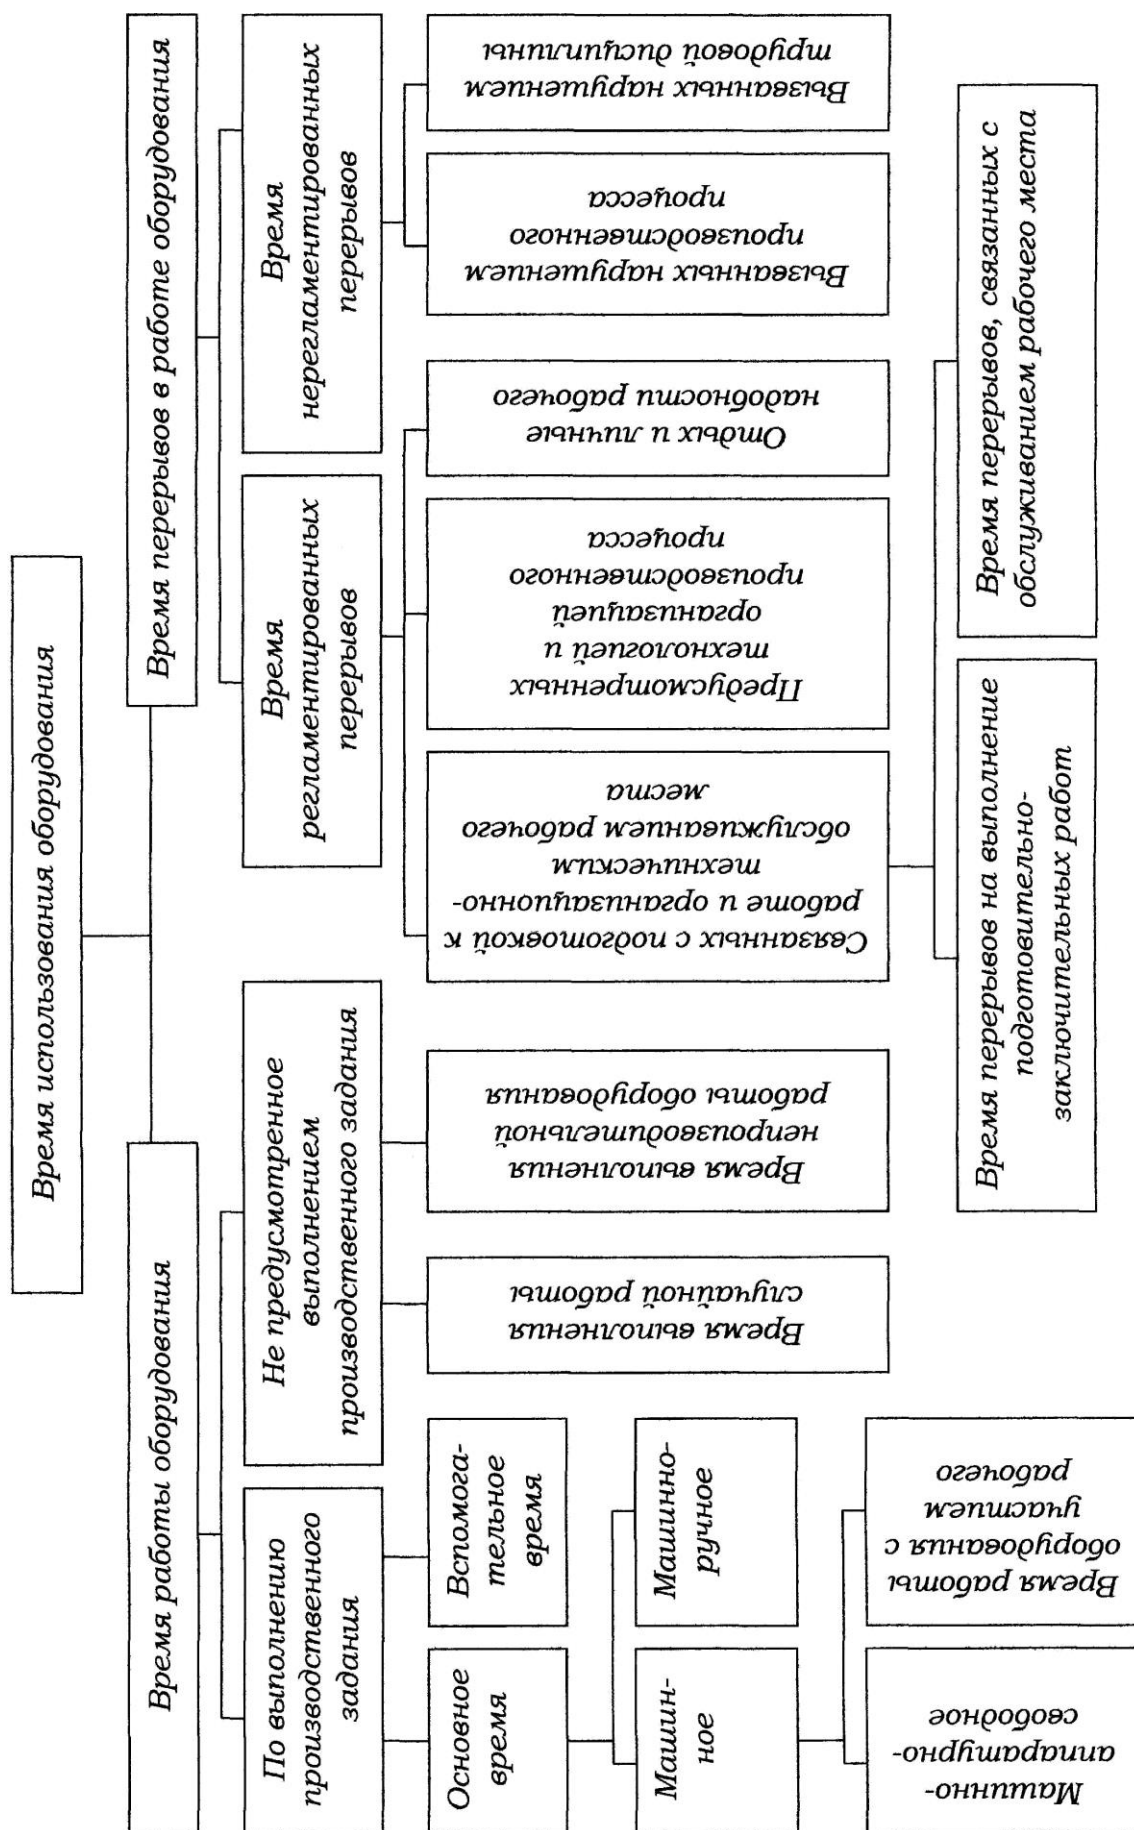 Время использования оборудования
Время работы оборудования
Время перерывов в работе оборудования
По выполнению
производственного
задания
Не предусмотренное
выполнением
производственного задания
Время
регламентированных
перерывов
Время
нерегламентированных
перерывов
Основное
время
Вспомога-
тельное
время
Время выполнения
случайной работы
Время выполнения
непроизводительной
работы оборудования
Связанных с подготовкой к
работе и организационно-
техническим
обслуживанием рабочего
места
Предусмотренных
технологией и
организацией
производственного
процесса
Отдых и личные
надобности рабочего
Вызванных нарушением
производственного
процесса
Вызванных нарушением
трудовой дисциплины
Машин-
ное
Машинно-
ручное
Машинно-
аппаратурно-
свободное
Время работы
оборудования с
участием
рабочего
Время перерывов на выполнение
подготовительно-
заключительных работ
Время перерывов, связанных с
обслуживанием рабочего места